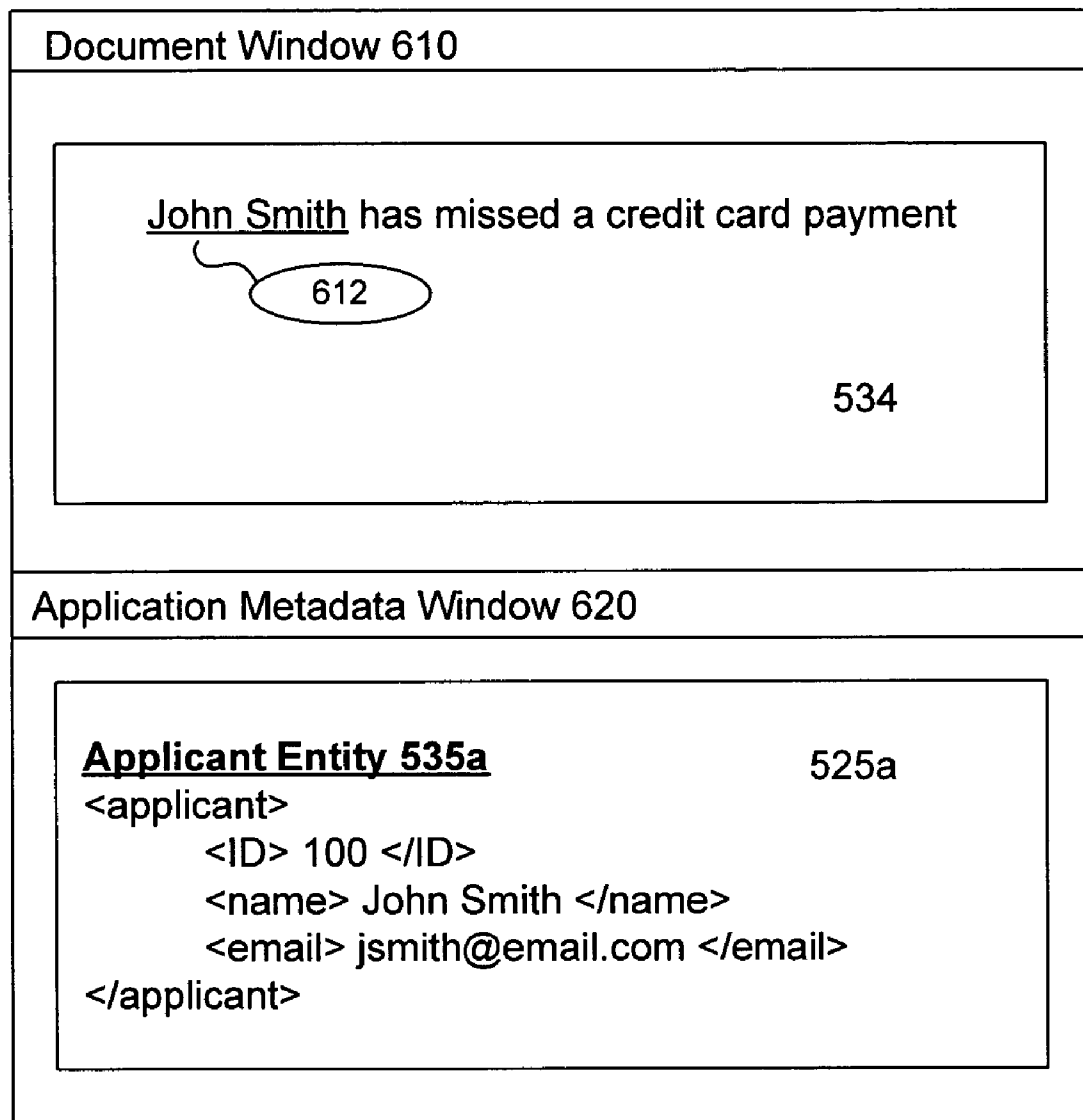 Document Window 610
John Smith has missed a credit card payment
612
534
Application Metadata Window 620
Applicant Entity 535a
525a
<applicant>
<ID> 100 </ID>
<name> John Smith </name>
<email> jsmith@email.com </email>
</applicant>